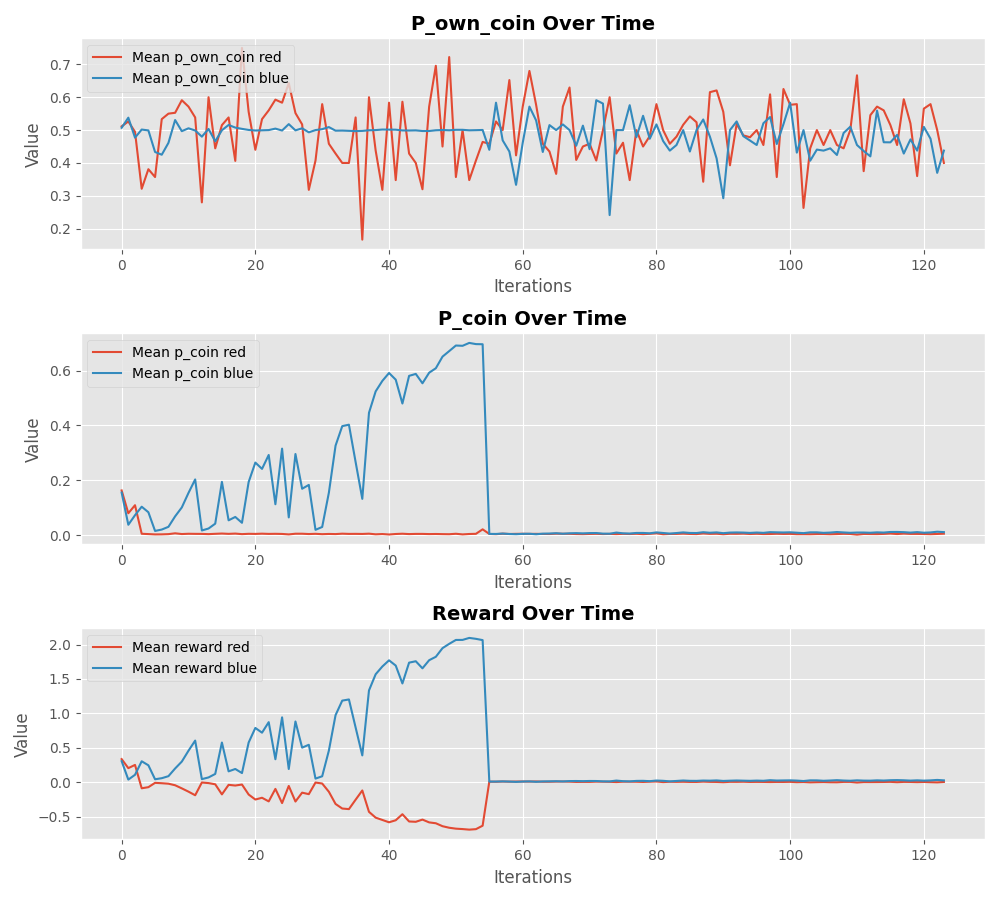 P_own_coin Over Time
Mean p_own_coin red
Mean p_own_coin blue
Value
0.7
0.6
0.5
0.4
0.3
0.2
0 20 40 60 80 100 120
Iterations
P_coin Over Time
Mean p_coin red
Mean p_coin blue
Value
0.6
0.4
0.2
0.0
0 20 40 60 80 100 120
Iterations
Reward Over Time
Mean reward red
Mean reward blue
Value
2.0
1.5
1.0
0.5
0.0
−0.5
0 20 40 60 80 100 120
Iterations